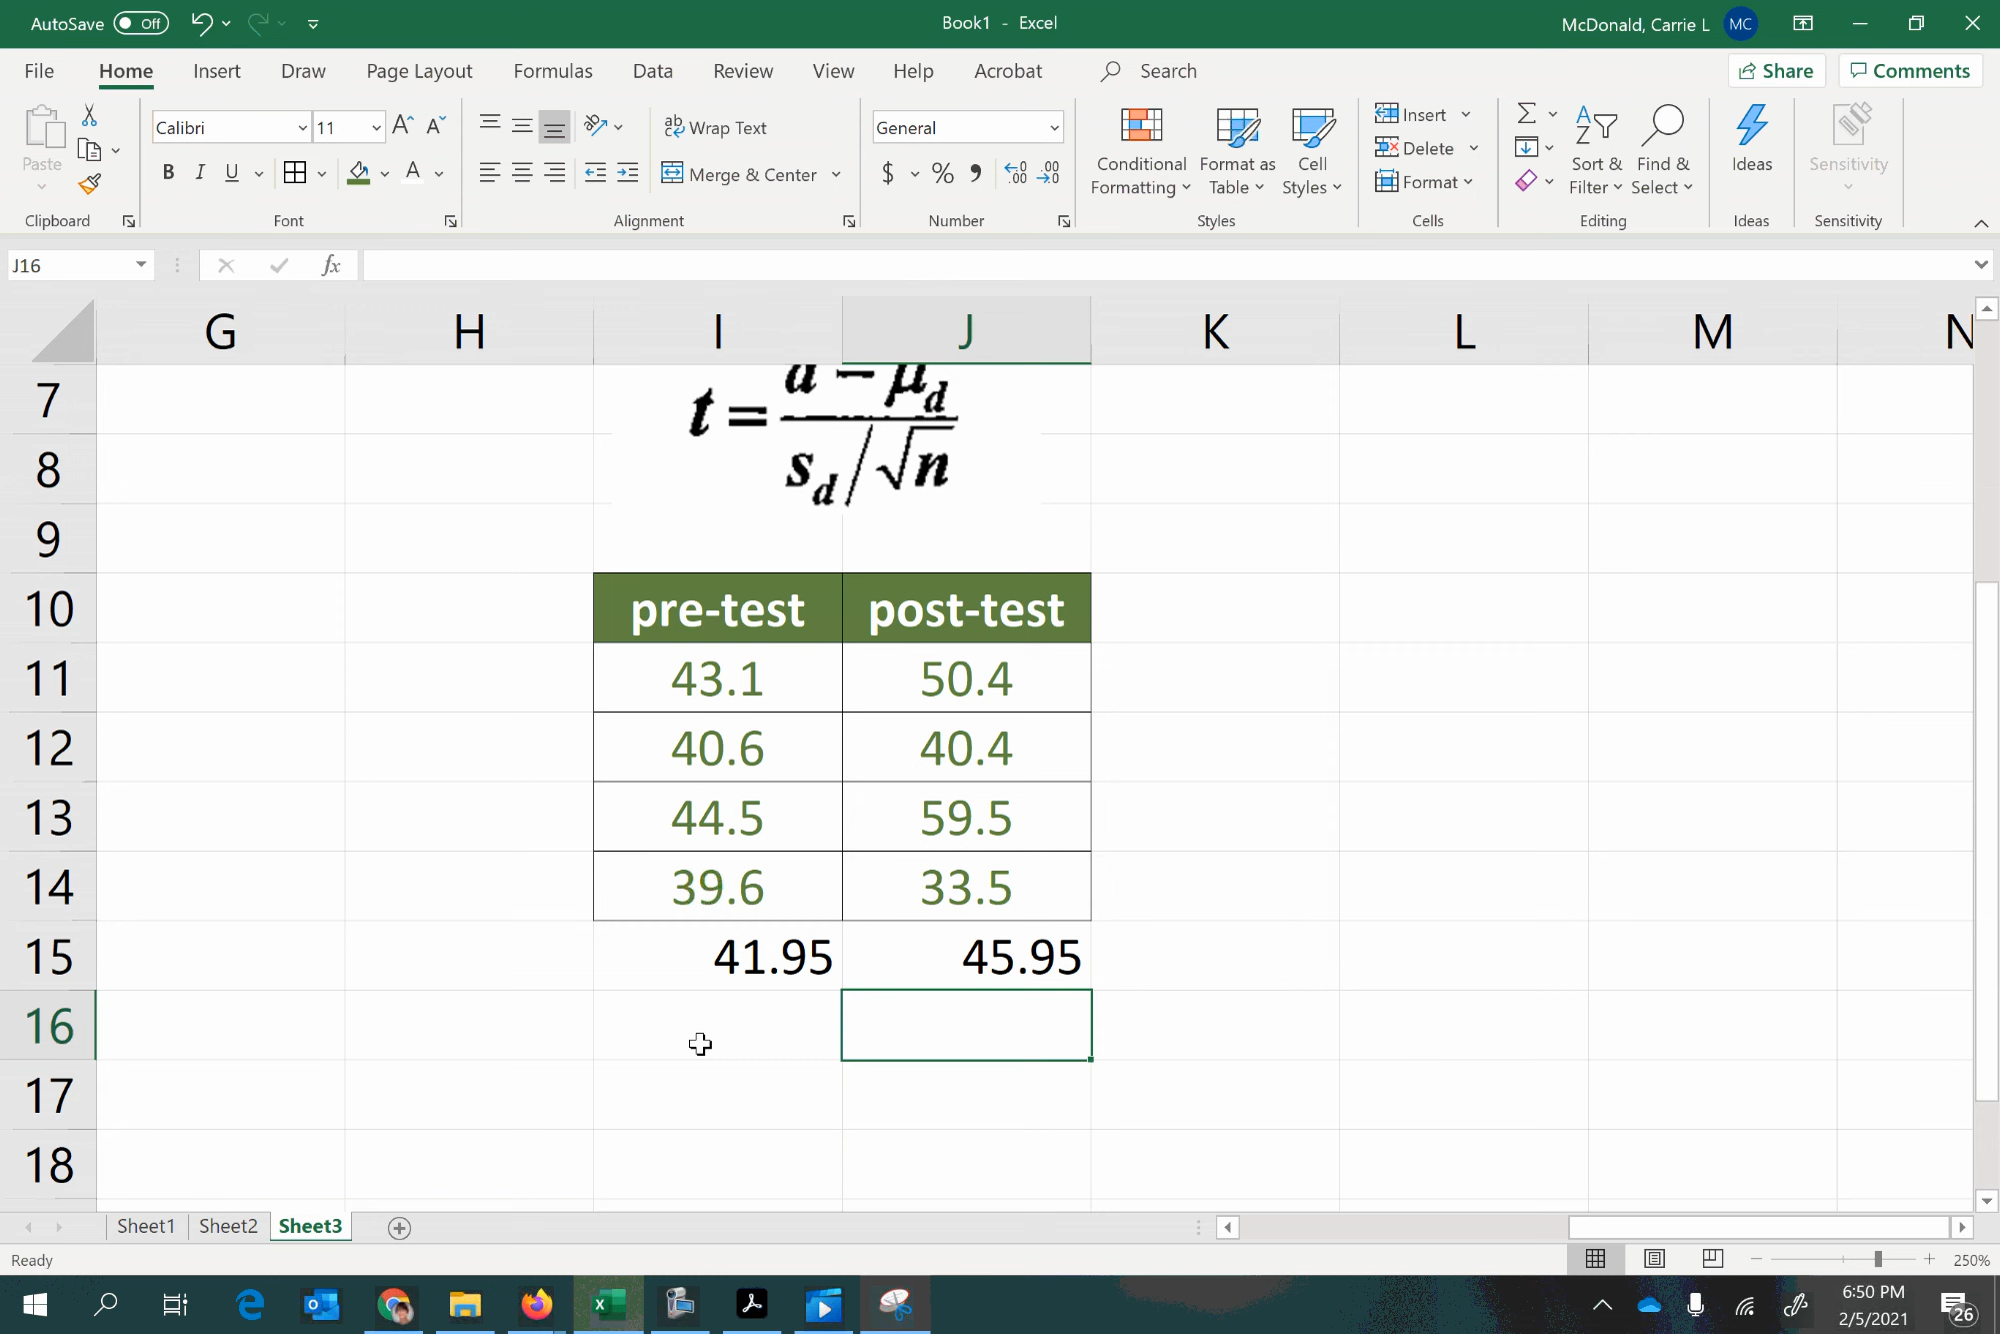 AutoSave Off
Book1 - Excel
McDonald, Carrie L MC
File Home Insert Draw Page Layout Formulas Data Review View Help Acrobat Search Share Comments
Calibri 11 ab Wrap Text General Insert
Paste Conditional Formatting Format as Table Cell Styles Delete Sort & Filter Find & Select Ideas Sensitivity
B I U A Merge & Center $ % , .00 .00 Format
Clipboard Font Alignment Number Styles Cells Editing Ideas Sensitivity
J16 fx
G H I J K L M N
7 t = d − μd
8 sd/√n
9
10 pre-test post-test
11 43.1 50.4
12 40.6 40.4
13 44.5 59.5
14 39.6 33.5
15 41.95 45.95
16
17
18
Sheet1 Sheet2 Sheet3
Ready 250%
6:50 PM
2/5/2021 26